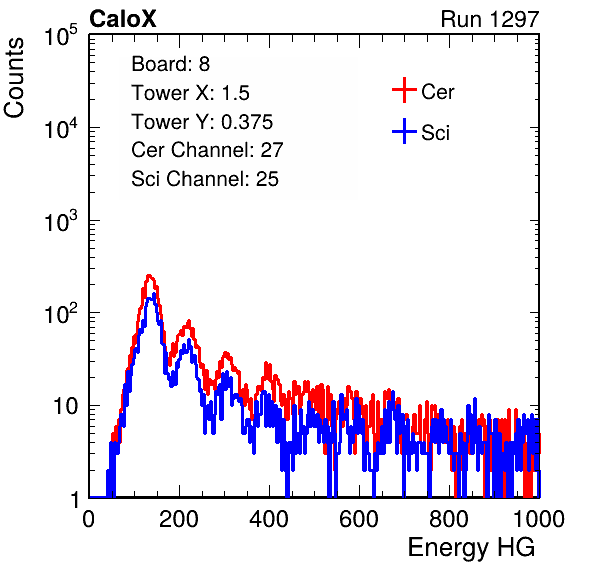 CaloX Run 1297
Counts
10^5
10^4
10^3
10^2
10
1
Board: 8
Tower X: 1.5
Tower Y: 0.375
Cer Channel: 27
Sci Channel: 25
Cer
Sci
0 200 400 600 800 1000
Energy HG